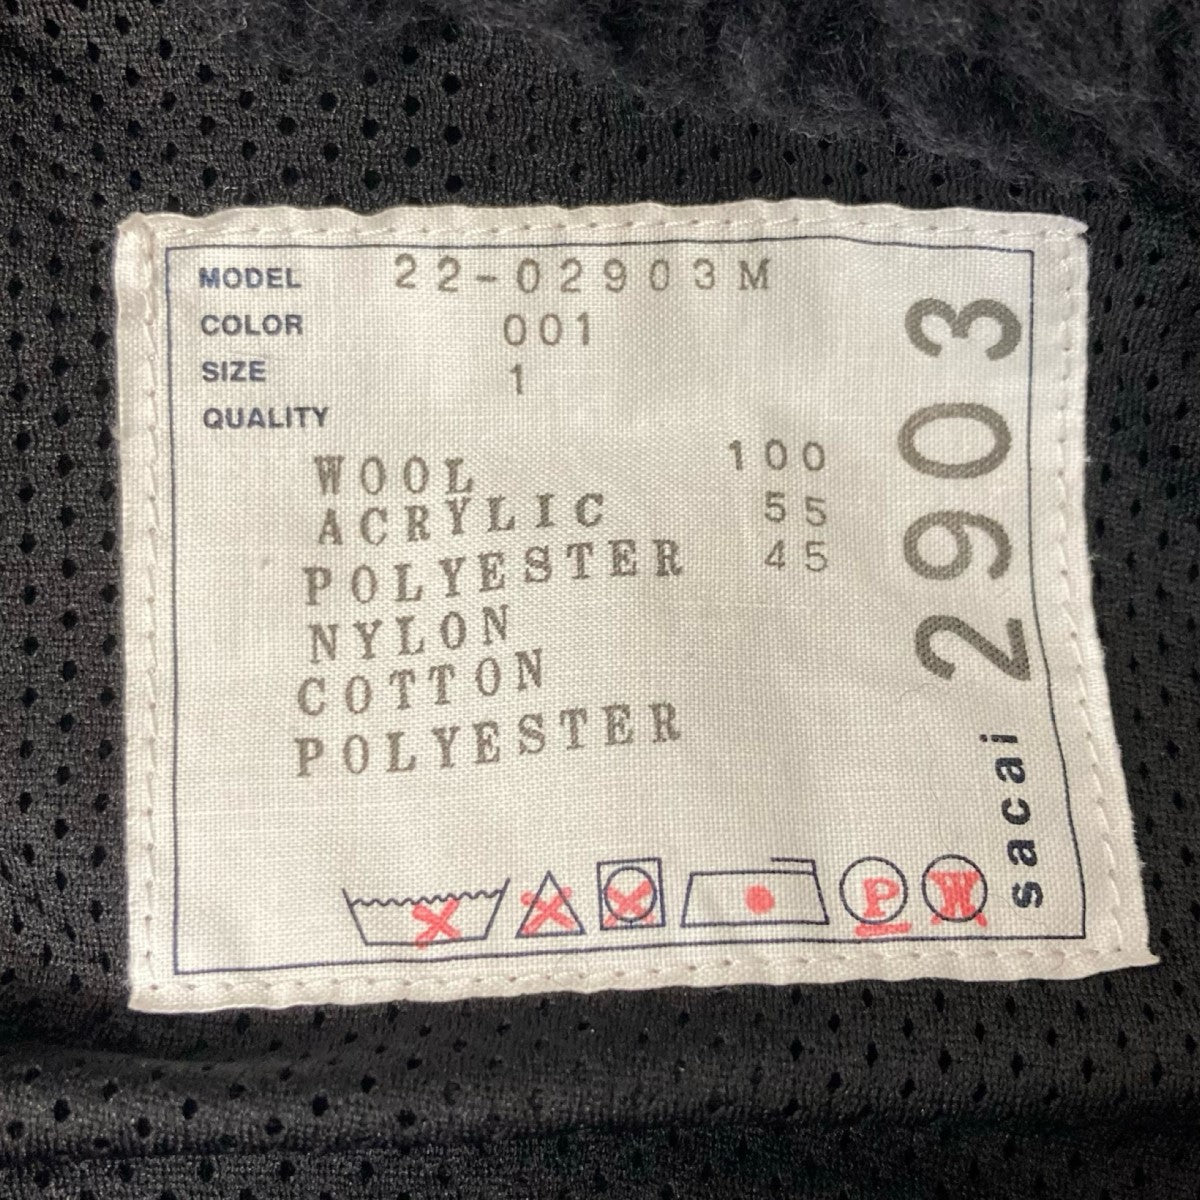 MODEL 22-02903M
COLOR 001
SIZE 1
QUALITY
WOOL 100
ACRYLIC 55
POLYESTER 45
NYLON
COTTON
POLYESTER
P W
sacai 2903